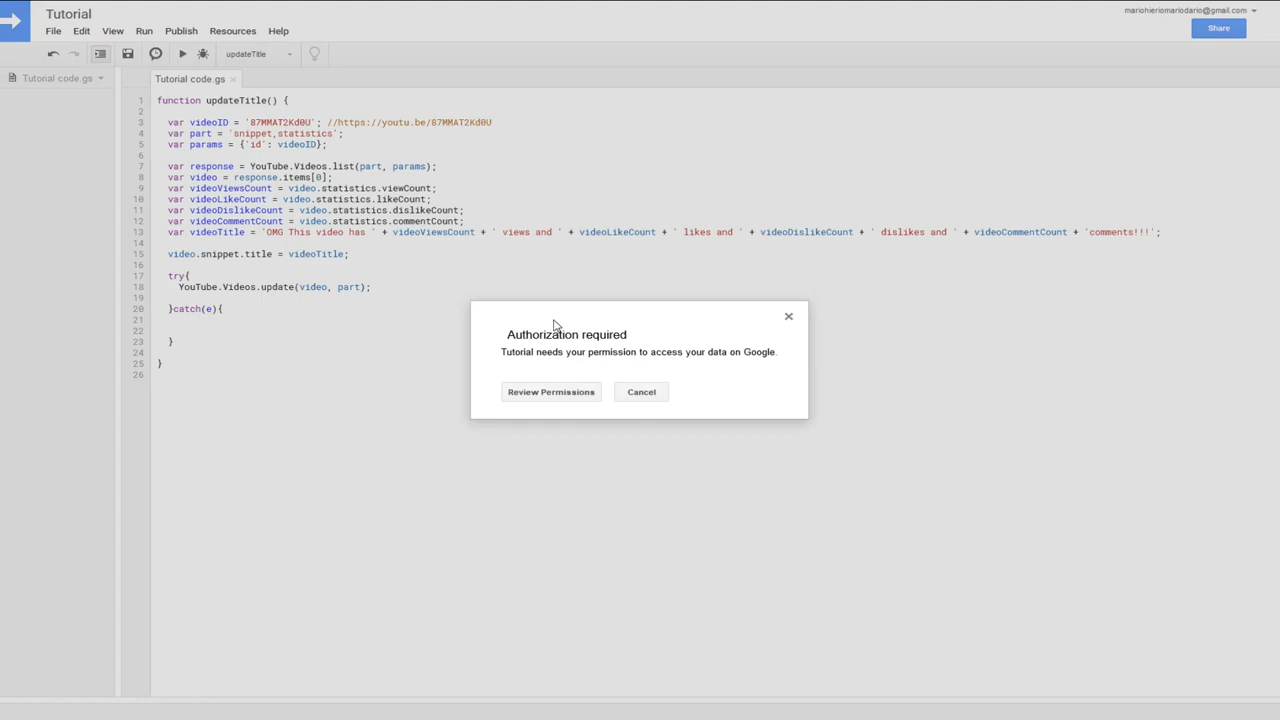 Tutorial
mariohieriomariodario@gmail.com
File Edit View Run Publish Resources Help
Share
updateTitle
Tutorial code.gs
Tutorial code.gs ×
1 function updateTitle() {
2
3 var videoID = '87MMAT2Kd0U'; //https://youtu.be/87MMAT2Kd0U
4 var part = 'snippet,statistics';
5 var params = {'id': videoID};
6
7 var response = YouTube.Videos.list(part, params);
8 var video = response.items[0];
9 var videoViewsCount = video.statistics.viewCount;
10 var videoLikeCount = video.statistics.likeCount;
11 var videoDislikeCount = video.statistics.dislikeCount;
12 var videoCommentCount = video.statistics.commentCount;
13 var videoTitle = 'OMG This video has ' + videoViewsCount + ' views and ' + videoLikeCount + ' likes and ' + videoDislikeCount + ' dislikes and ' + videoCommentCount + 'comments!!!';
14
15 video.snippet.title = videoTitle;
16
17 try{
18 YouTube.Videos.update(video, part);
19
20 }catch(e){
21
22
23 }
24
25 }
26
Authorization required
Tutorial needs your permission to access your data on Google.
Review Permissions Cancel